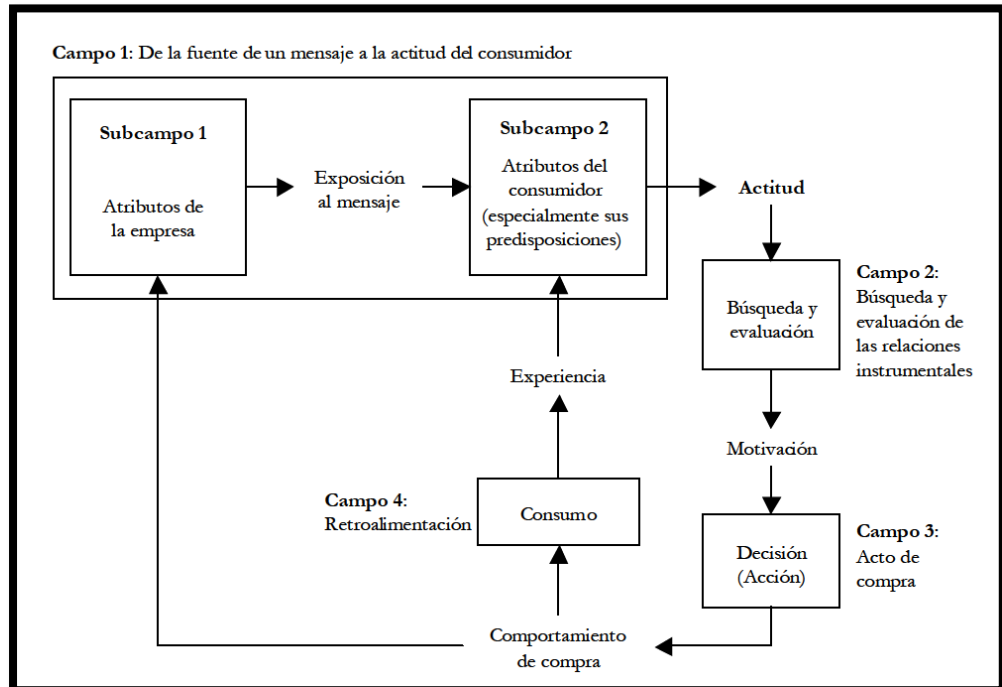 Campo 1: De la fuente de un mensaje a la actitud del consumidor
Subcampo 1
Atributos de
la empresa
Exposición
al mensaje
Subcampo 2
Atributos del
consumidor
(especialmente sus
predisposiciones)
Actitud
Búsqueda y
evaluación
Campo 2:
Búsqueda y
evaluación de
las relaciones
instrumentales
Motivación
Decisión
(Acción)
Campo 3:
Acto de
compra
Comportamiento
de compra
Campo 4:
Retroalimentación
Consumo
Experiencia